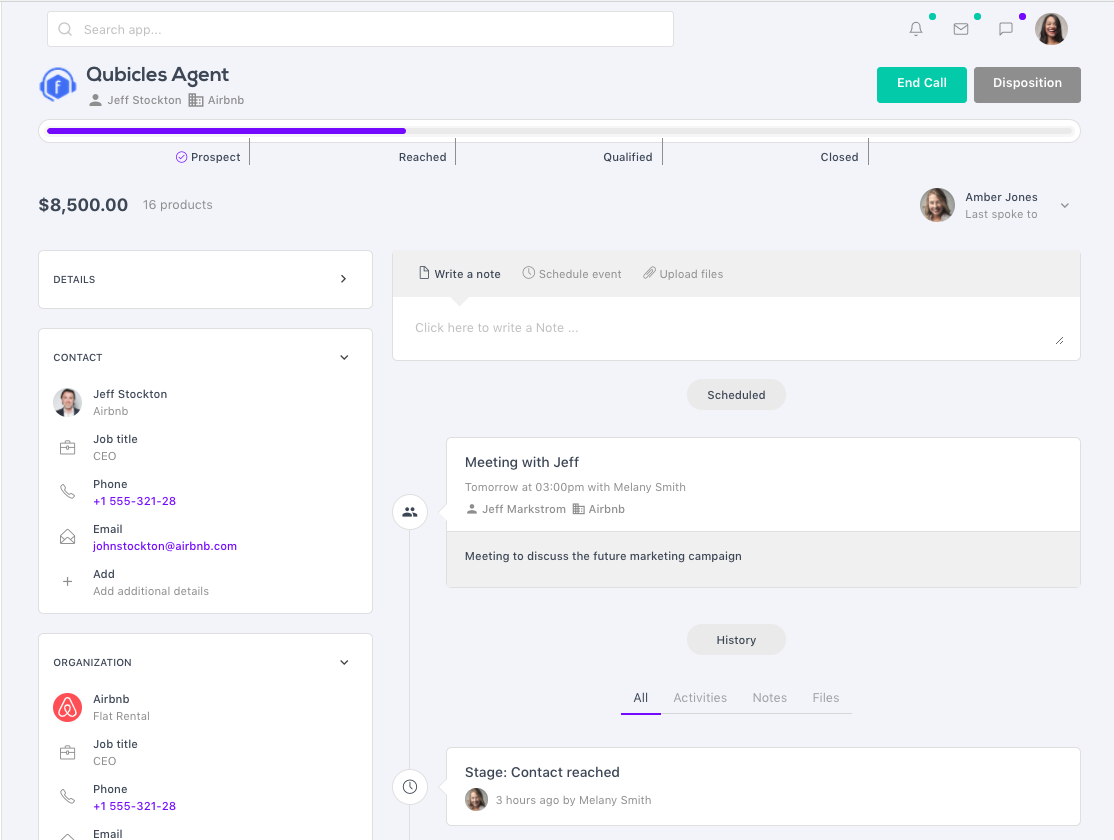 Search app...
Qubicles Agent
Jeff Stockton Airbnb
End Call
Disposition
Prospect
Reached
Qualified
Closed
$8,500.00 16 products
Amber Jones
Last spoke to
DETAILS
CONTACT
Jeff Stockton
Airbnb
Job title
CEO
Phone
+1 555-321-28
Email
johnstockton@airbnb.com
Add
Add additional details
ORGANIZATION
Airbnb
Flat Rental
Job title
CEO
Phone
+1 555-321-28
Email
Write a note Schedule event Upload files
Click here to write a Note ...
Scheduled
Meeting with Jeff
Tomorrow at 03:00pm with Melany Smith
Jeff Markstrom Airbnb
Meeting to discuss the future marketing campaign
History
All Activities Notes Files
Stage: Contact reached
3 hours ago by Melany Smith